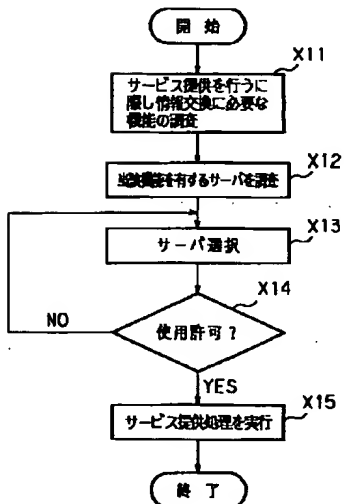 開始
X11
サービス提供を行うに
際し情報交換に必要な
機能の調査
X12
当該機能を有するサーバを調査
X13
サーバ選択
X14
使用許可?
NO
YES
X15
サービス提供処理を実行
終了